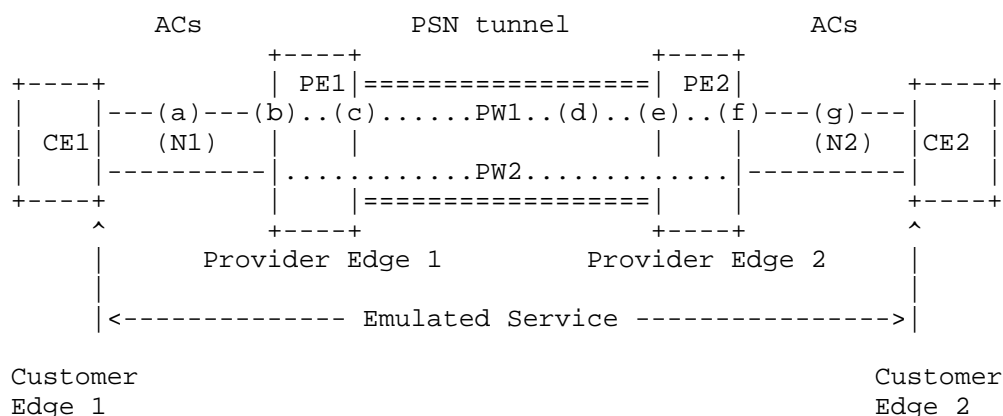 ACs             PSN tunnel               ACs
                     +----+                  +----+
    +----+           | PE1|==================| PE2|          +----+
    |    |---(a)---(b)..(c)......PW1..(d)..(e)..(f)---(g)---|    |
    | CE1|   (N1)    |    |                  |    |    (N2)  |CE2 |
    |    |----------|............PW2.............|----------|    |
    +----+           |    |==================|    |          +----+
         ^           +----+                  +----+          ^
         |       Provider Edge 1         Provider Edge 2     |
         |                                                   |
         |<-------------- Emulated Service ---------------->|

    Customer                                                Customer
    Edge 1                                                  Edge 2